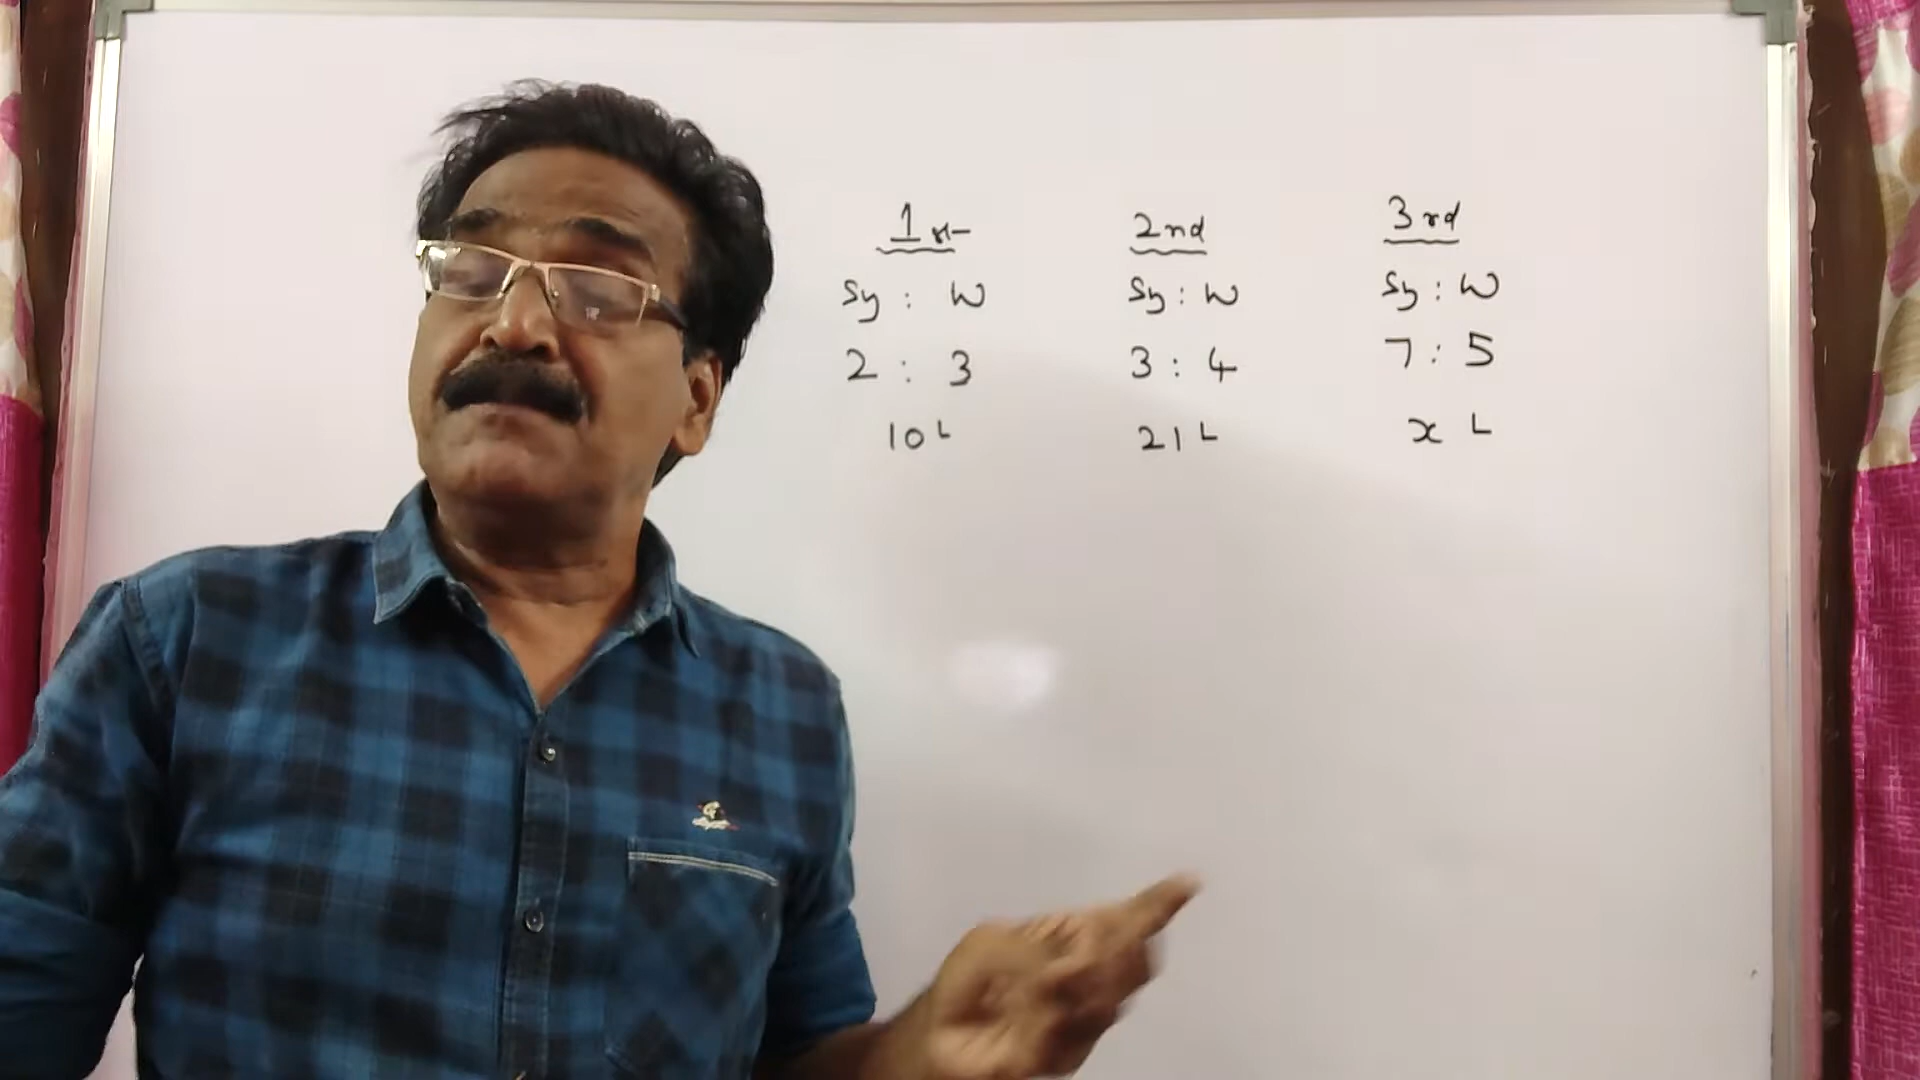 1st 2nd 3rd
Sy : W Sy : W Sy : W
2 : 3 3 : 4 7 : 5
10 L 21 L x L